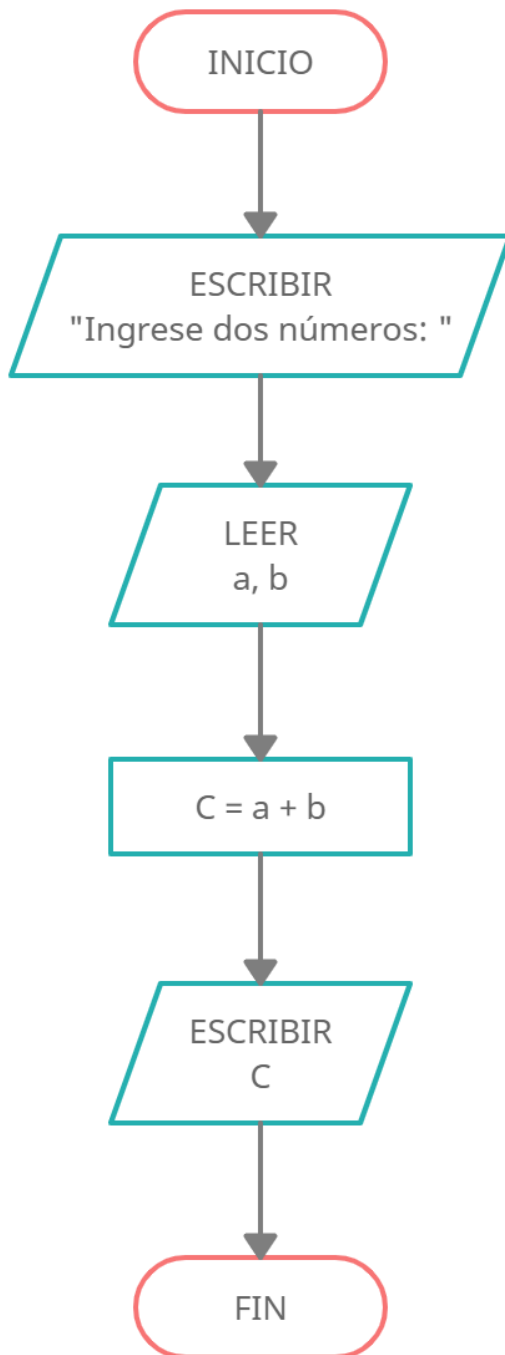 INICIO
ESCRIBIR
"Ingrese dos números: "
LEER
a, b
C = a + b
ESCRIBIR
C
FIN